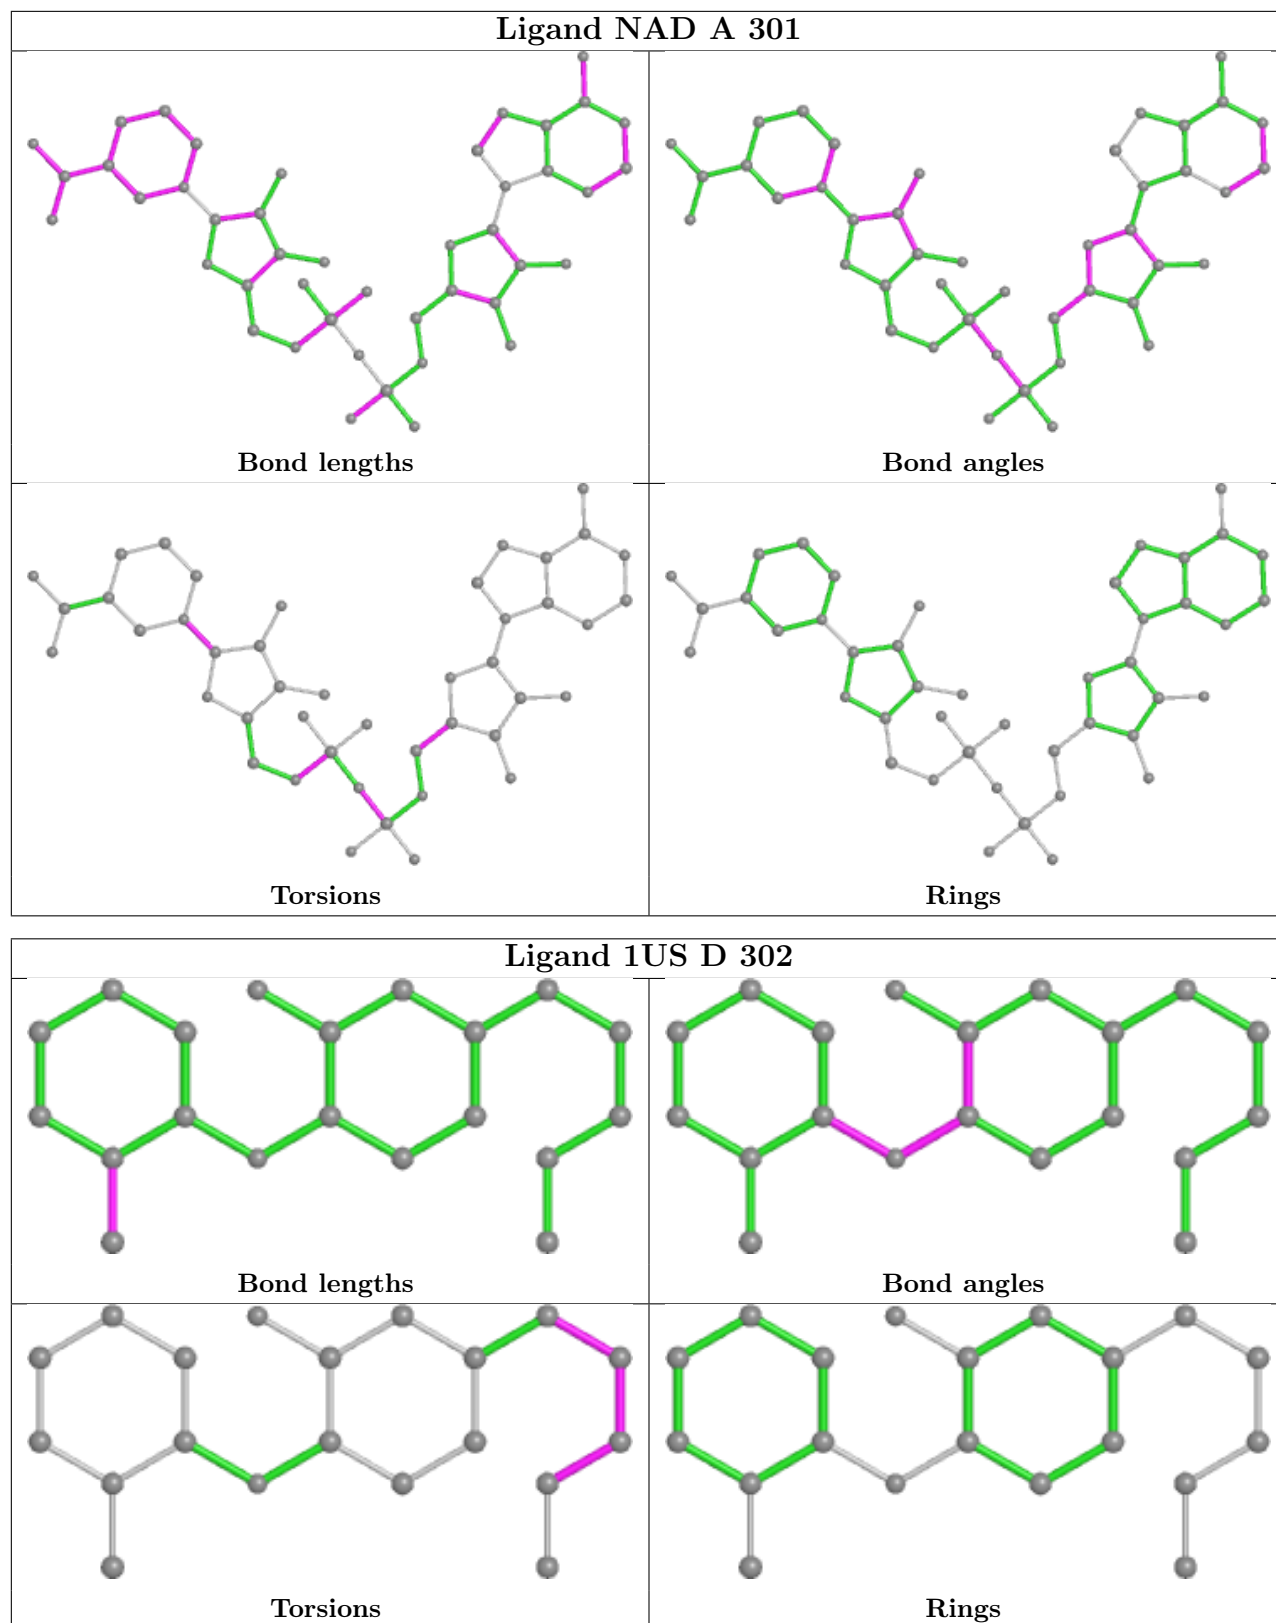 Ligand NAD A 301
Bond lengths
Bond angles
Torsions
Rings
Ligand 1US D 302
Bond lengths
Bond angles
Torsions
Rings